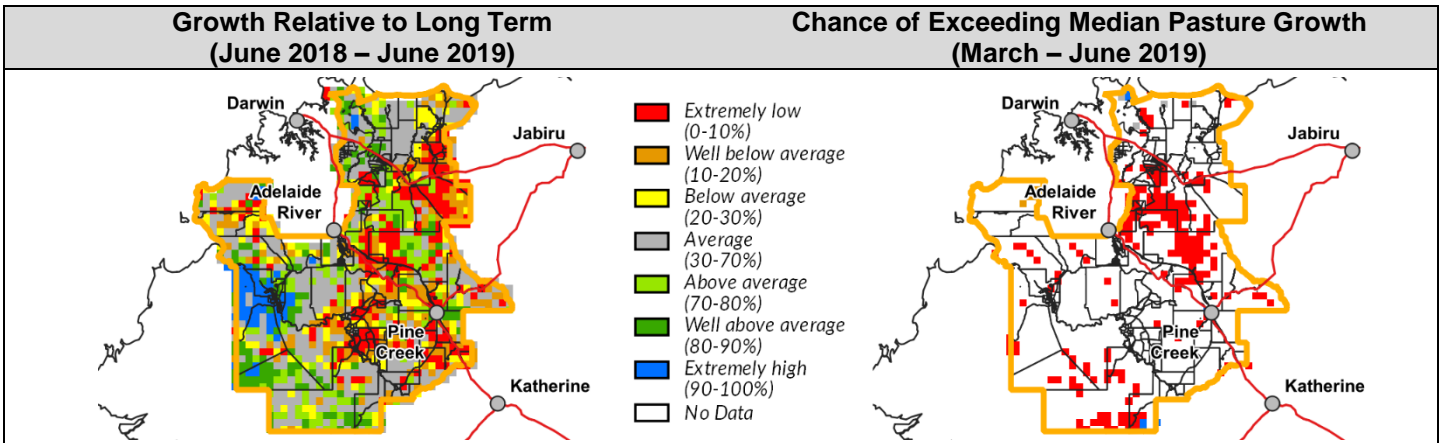 Growth Relative to Long Term
(June 2018 – June 2019)
Chance of Exceeding Median Pasture Growth
(March – June 2019)
Darwin
Jabiru
Adelaide
River
Pine
Creek
Katherine
Extremely low
(0-10%)
Well below average
(10-20%)
Below average
(20-30%)
Average
(30-70%)
Above average
(70-80%)
Well above average
(80-90%)
Extremely high
(90-100%)
No Data
Darwin
Jabiru
Adelaide
River
Pine
Creek
Katherine